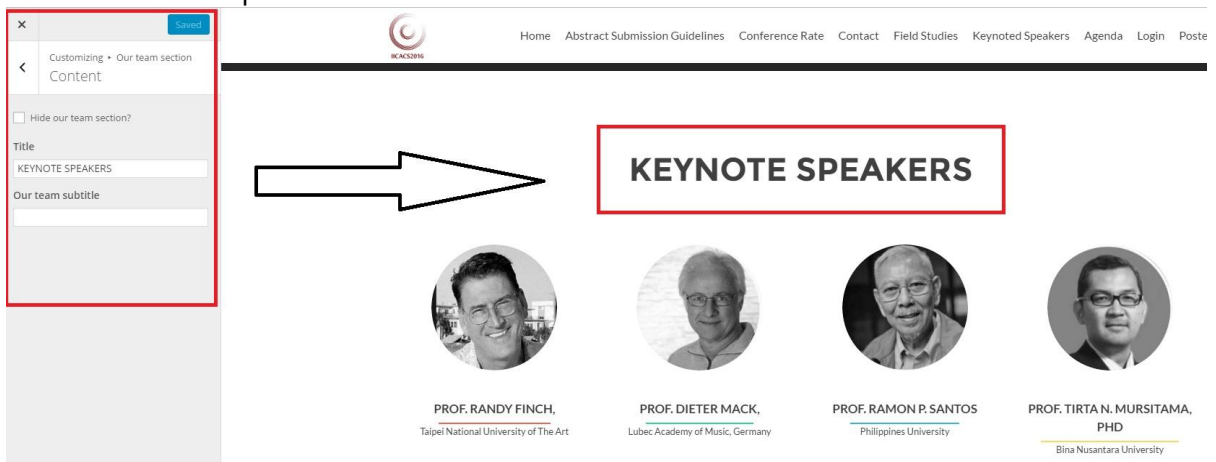 Saved
Customizing • Our team section
Content
Hide our team section?
Title
KEYNOTE SPEAKERS
Our team subtitle
IICACS2016
Home Abstract Submission Guidelines Conference Rate Contact Field Studies Keynoted Speakers Agenda Login Poste
KEYNOTE SPEAKERS
PROF. RANDY FINCH,
Taipei National University of The Art
PROF. DIETER MACK,
Lubec Academy of Music, Germany
PROF. RAMON P. SANTOS
Philippines University
PROF. TIRTA N. MURSITAMA,
PHD
Bina Nusantara University